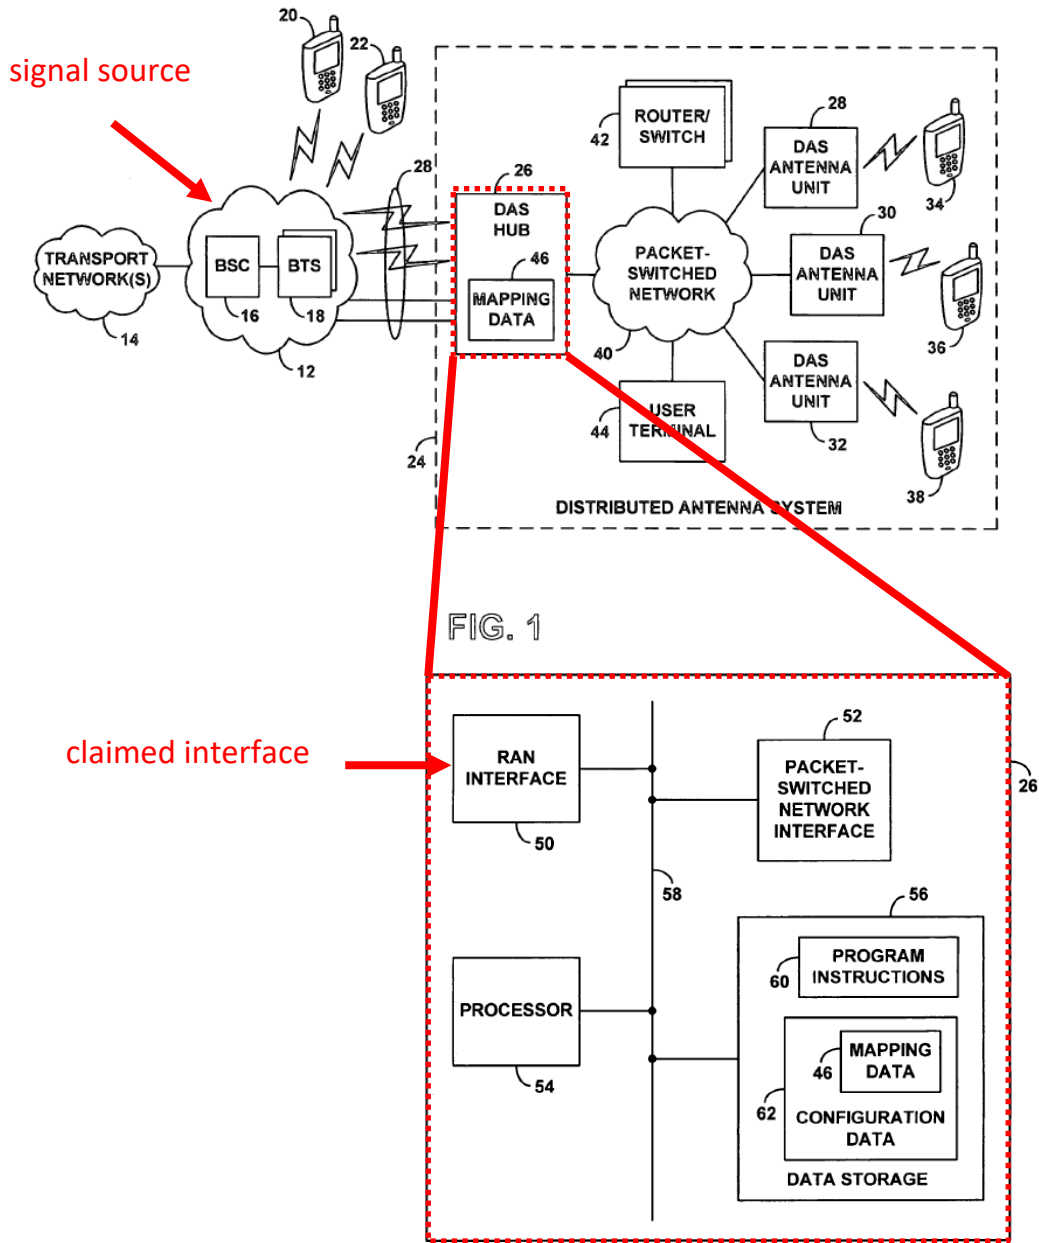 signal source
20
22
28
26
DAS
HUB
46
MAPPING
DATA
TRANSPORT
NETWORK(S)
14
BSC
BTS
16
18
12
42
ROUTER/
SWITCH
28
DAS
ANTENNA
UNIT
34
PACKET-
SWITCHED
NETWORK
40
30
DAS
ANTENNA
UNIT
36
44
USER
TERMINAL
DAS
ANTENNA
UNIT
32
38
24
DISTRIBUTED ANTENNA SYSTEM
FIG. 1
claimed interface
RAN
INTERFACE
50
52
PACKET-
SWITCHED
NETWORK
INTERFACE
26
58
56
PROCESSOR
54
60
PROGRAM
INSTRUCTIONS
46
MAPPING
DATA
62
CONFIGURATION
DATA
DATA STORAGE